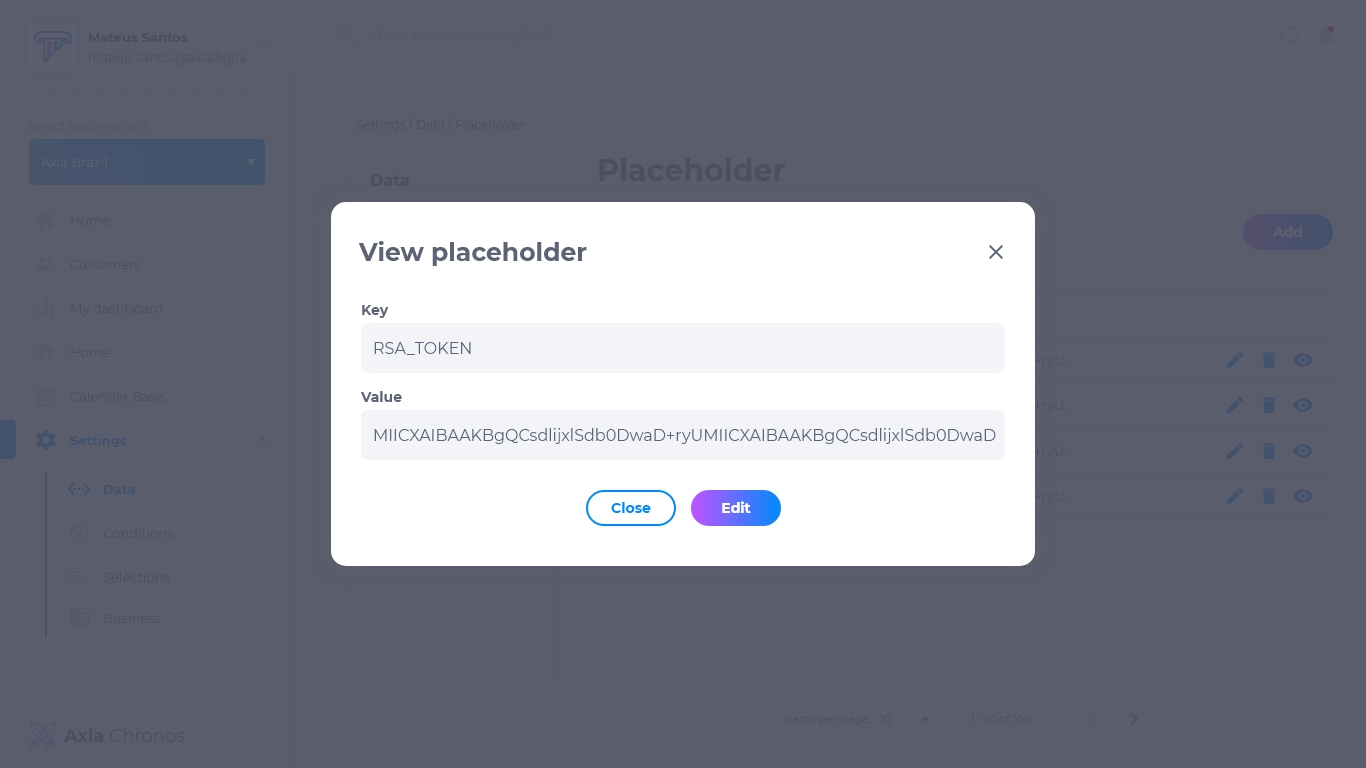 Mateus Santos
mateus.santos@axiadigita...
What are you looking for?
Select business unit
Axia Brazil
Home
Customers
My dashboard
Home
Calendar Basis
Settings
Data
Conditions
Selections
Business
Axia Chronos
Settings / Data / Placeholder
Data
Placeholder
Add
View placeholder
Key
RSA_TOKEN
Value
MIICXAIBAAKBgQCsdlijxlSdb0DwaD+ryUMIICXAIBAAKBgQCsdlijxlSdb0DwaD
Close
Edit
+ryU...
+ryU...
+ryU...
+ryU...
Items per page 10
1 - 10 of 100